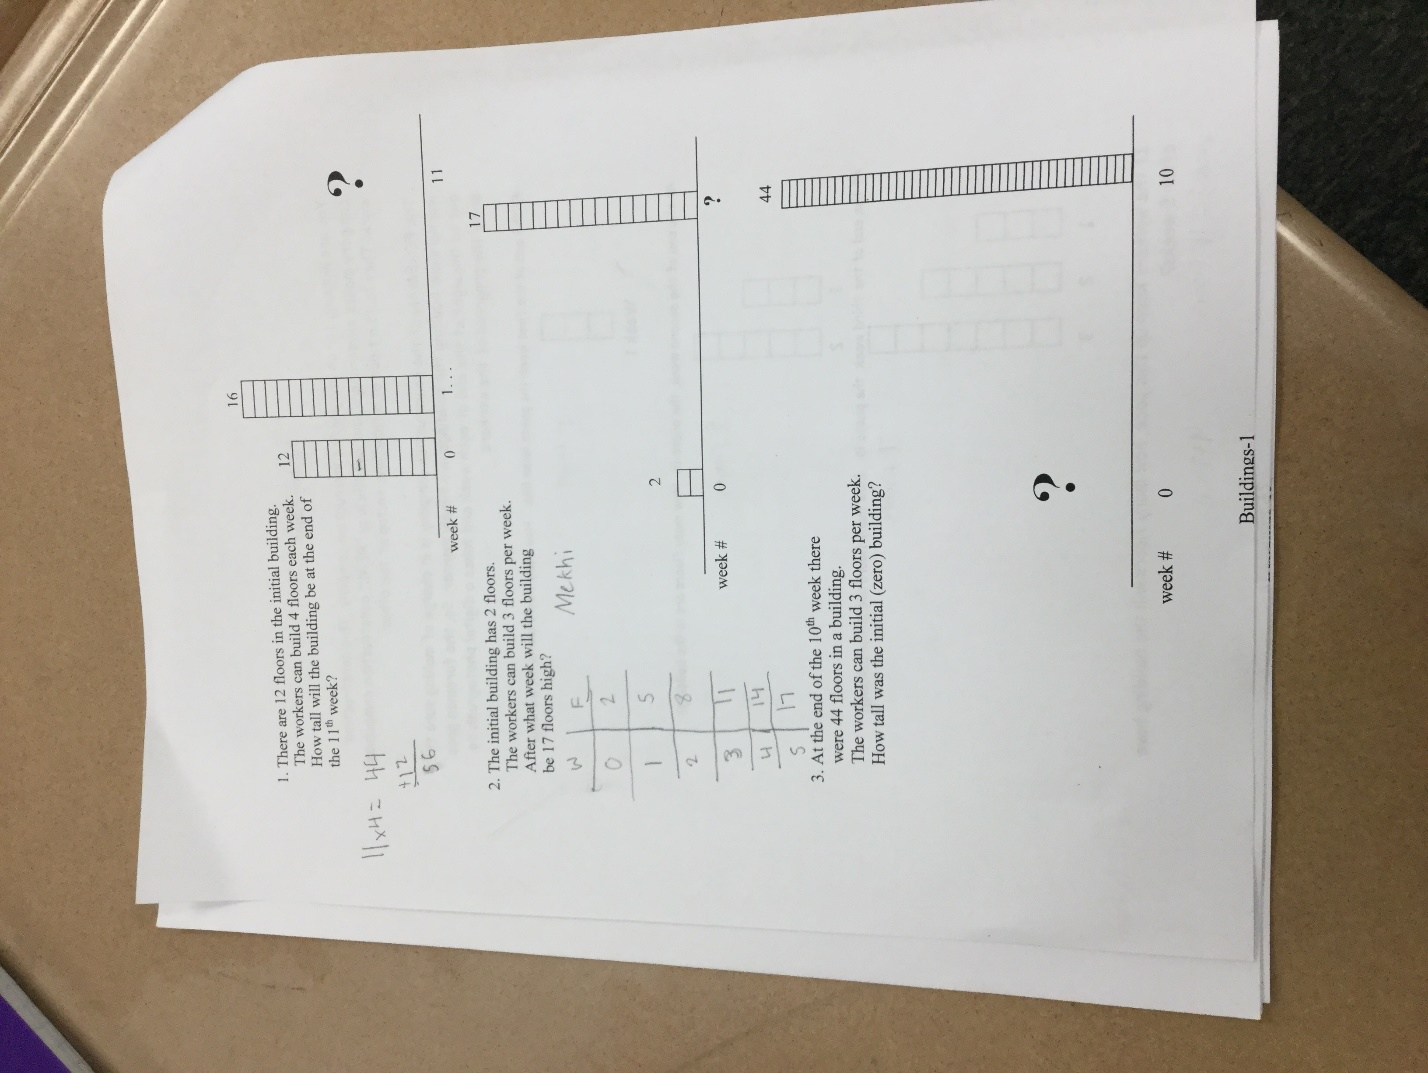 1. There are 12 floors in the initial building.
The workers can build 4 floors each week.
How tall will the building be at the end of
the 11th week?
11 x 4 = 44
+12
56
12
16
?
week #
0
1...
11
2. The initial building has 2 floors.
The workers can build 3 floors per week.
After what week will the building
be 17 floors high?
Mekhi
W F
0 2
1 5
2 8
3 11
4 14
5 17
2
17
week #
0
?
3. At the end of the 10th week there
were 44 floors in a building.
The workers can build 3 floors per week.
How tall was the initial (zero) building?
?
44
week #
0
10
Buildings-1